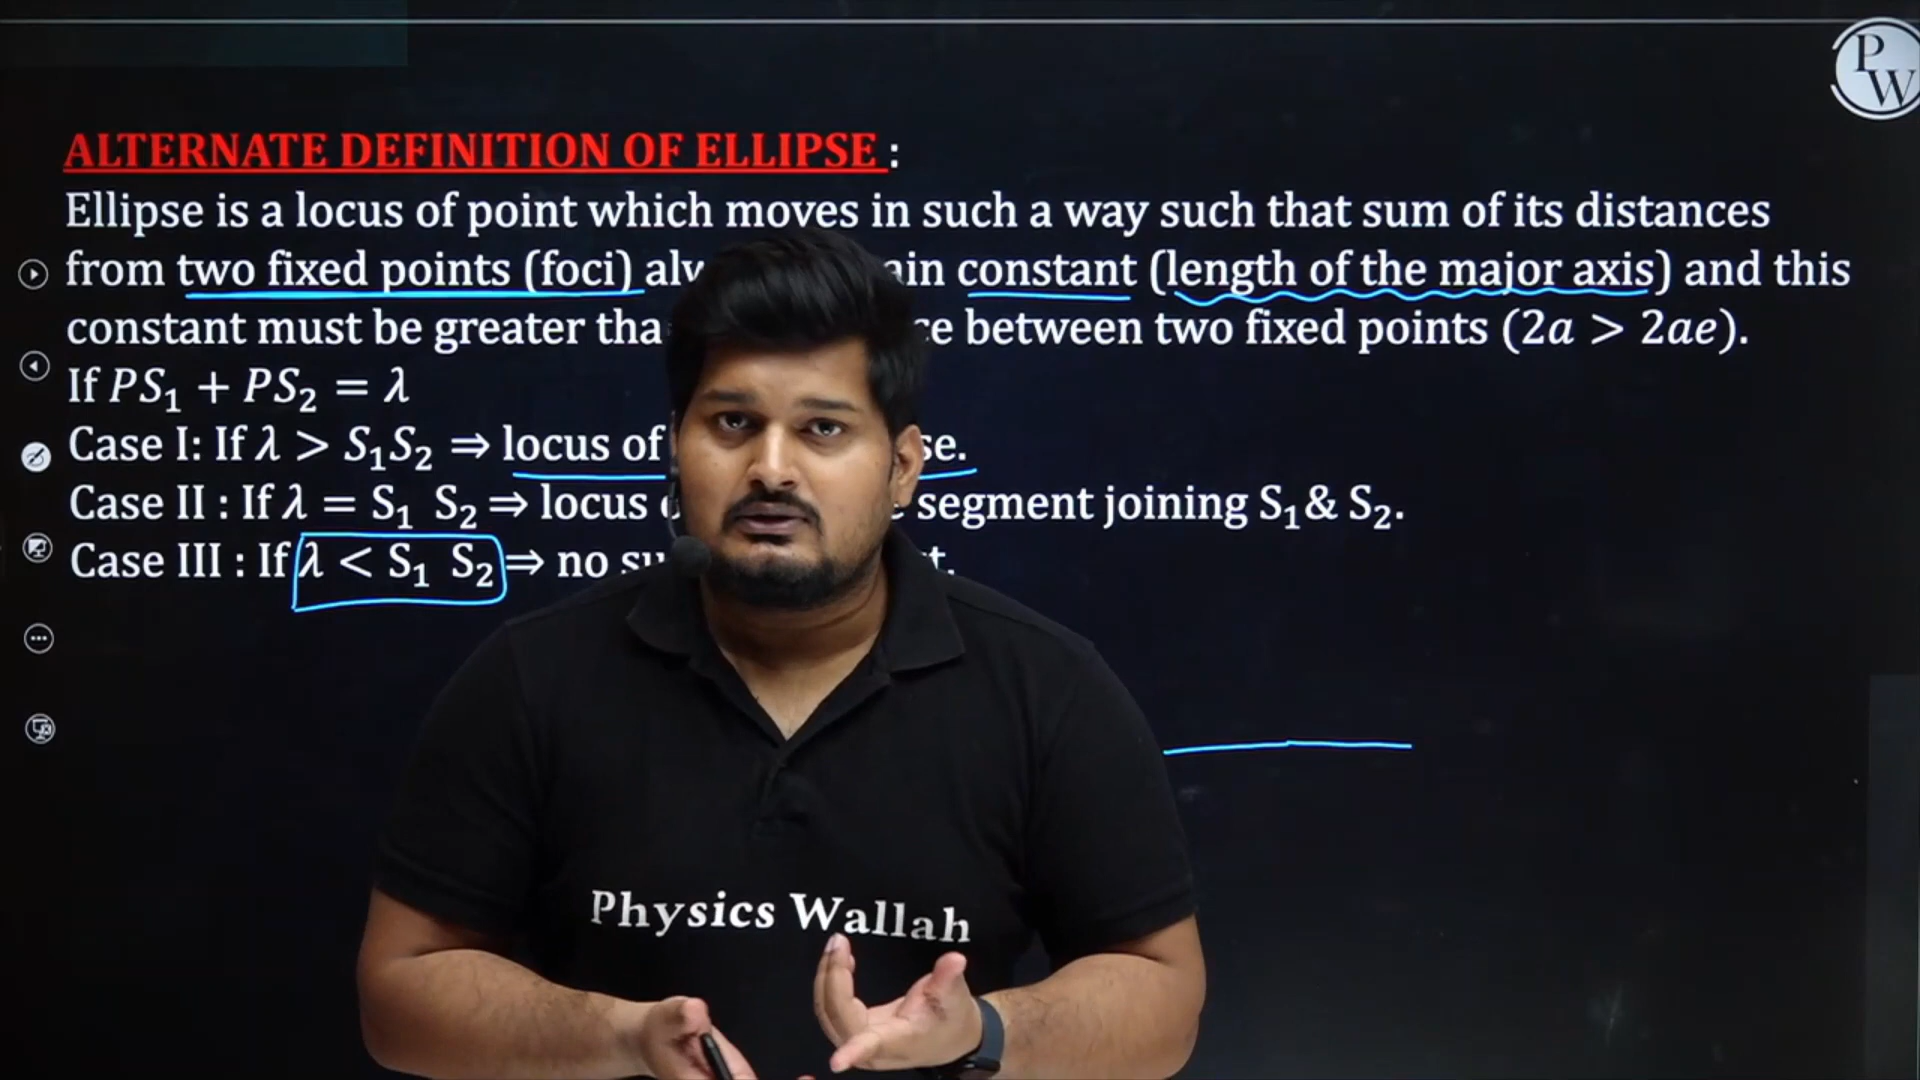 P
W
ALTERNATE DEFINITION OF ELLIPSE :
Ellipse is a locus of point which moves in such a way such that sum of its distances
from two fixed points (foci) constant (length of the major axis) and this
constant must be greater between two fixed points (2a > 2ae).
If PS₁ + PS₂ = λ
Case I: If λ > S₁S₂ ⇒ locus of
Case II : If λ = S₁ S₂ ⇒ locus segment joining S₁& S₂.
Case III : If λ < S₁ S₂ ⇒ no
Physics Wallah